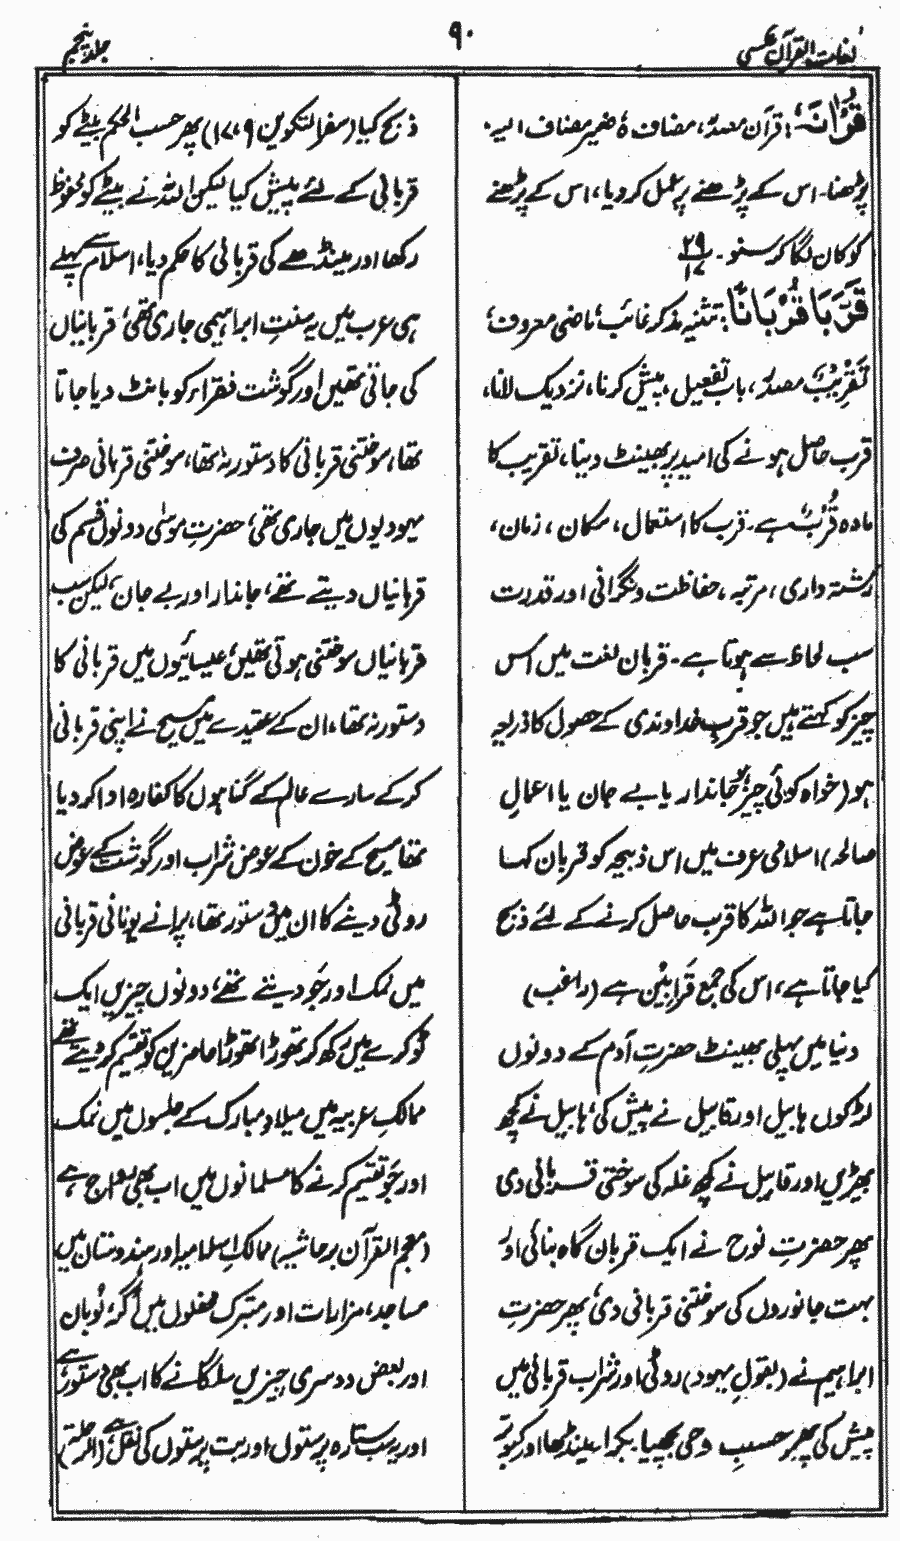 لغات القرآن عکسی
۹۰
جلد پنجم
قُرْاٰنَہٗ: قرآن مصدر، مضاف ہٗ ضمیر مضاف الیہ۔
پڑھنا۔ اس کے پڑھنے پر عمل کر دیا، اس کے پڑھنے
کو کان لگا کر سنو۔ ۲۹/۱۷
قَرَّبَا قُرْبَانًا: تثنیہ مذکر غائب، ماضی معروف،
تَقْرِیْبٌ مصدر، باب تفعیل، پیش کرنا، نزدیک لانا،
قرب حاصل ہونے کی امید پر بھینٹ دینا، تقریب کا
مادہ قُرْبٌ ہے۔ قرب کا استعمال، مکان، زمان،
رشتہ داری، مرتبہ، حفاظت و نگرانی اور قدرت
سب لحاظ سے ہوتا ہے۔ قربان لغت میں اس
چیز کو کہتے ہیں جو قربِ خداوندی کے حصول کا ذریعہ
ہو (خواہ کوئی چیز ہو جاندار یا بے جان یا اعمالِ
صالحہ) اسلامی عرف میں اس ذبیحہ کو قربان کہا
جاتا ہے جو اللہ کا قرب حاصل کرنے کے لئے ذبح
کیا جاتا ہے، اس کی جمع قَرابِیْن ہے (راغب)
دنیا میں پہلی بھینٹ حضرتِ آدم کے دونوں
لڑکوں ہابیل اور قابیل نے پیش کی، ہابیل نے کچھ
بھیڑیں اور قابیل نے کچھ غلہ کی سوختی قربانی دی
پھر حضرتِ نوح نے ایک قربان گاہ بنائی اور
بہت جانوروں کی سوختنی قربانی دی، پھر حضرتِ
ابراہیم نے (بقولِ یہود) روٹی اور شراب قربانی میں
پیش کی پھر حسبِ وحی بچھیا۔ بکرا۔ مینڈھا اور کبوتر
ذبح کیا (سفر التکوین ۱۷،۹) پھر حسب الحکم بیٹے کو
قربانی کے لئے پیش کیا لیکن اللہ نے بیٹے کو محفوظ
رکھا اور مینڈھے کی قربانی کا حکم دیا، اسلام سے پہلے
ہی عرب میں یہ سنتِ ابراہیمی جاری تھی، قربانیاں
کی جاتی تھیں اور گوشت فقراء کو بانٹ دیا جاتا
تھا، سوختنی قربانی کا دستور نہ تھا، سوختنی قربانی صرف
یہودیوں میں جاری تھی، حضرتِ موسٰی دونوں قسم کی
قربانیاں دیتے تھے، جاندار اور بے جان، لیکن سب
قربانیاں سوختنی ہوتی تھیں، عیسائیوں میں قربانی کا
دستور نہ تھا، ان کے عقیدے میں مسیح نے اپنی قربانی
کر کے سارے عالم کے گناہوں کا کفارہ ادا کر دیا
تھا مسیح کے خون کے عوض شراب اور گوشت کے عوض
روٹی دینے کا ان میں دستور تھا، پرانے یونانی قربانی
میں نمک اور جَو دیتے تھے، دونوں چیزیں ایک
ٹوکرے میں رکھ کر تھوڑا تھوڑا حاضرین کو تقسیم کر دیتے تھے
ممالکِ عربیہ میں میلاد مبارک کے جلسوں میں نمک
اور جَو تقسیم کرنے کا مسلمانوں میں اب بھی رواج ہے
(معجم القرآن برحاشیہ) ممالکِ اسلامیہ اور ہندوستان میں
مساجد، مزارات اور متبرک محفلوں میں اگر، لُوبان
اور بعض دوسری چیزیں سلگانے کا اب بھی دستور ہے
اور یہ سب ستارہ پرستوں اور بت پرستوں کی نقل ہے